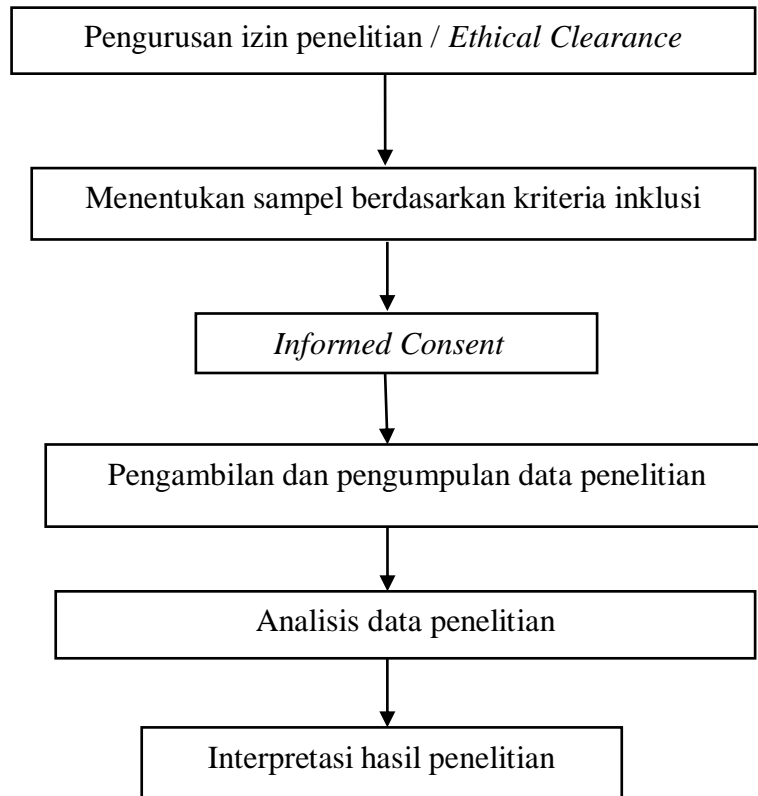 Pengurusan izin penelitian / Ethical Clearance
Menentukan sampel berdasarkan kriteria inklusi
Informed Consent
Pengambilan dan pengumpulan data penelitian
Analisis data penelitian
Interpretasi hasil penelitian